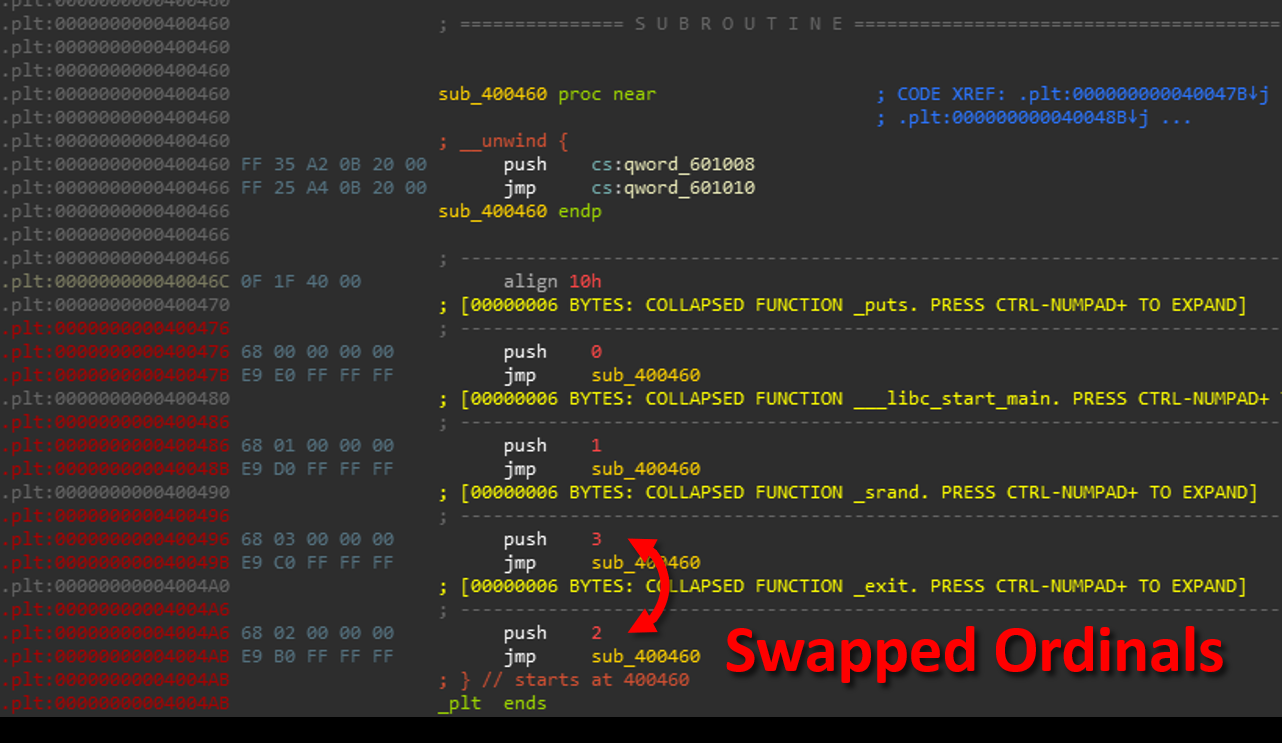 .plt:0000000000400460
.plt:0000000000400460 ; =============== S U B R O U T I N E =======================================
.plt:0000000000400460
.plt:0000000000400460
.plt:0000000000400460 sub_400460 proc near ; CODE XREF: .plt:000000000040047B↓j
.plt:0000000000400460 ; .plt:000000000040048B↓j ...
.plt:0000000000400460 ; __unwind {
.plt:0000000000400460 FF 35 A2 0B 20 00 push cs:qword_601008
.plt:0000000000400466 FF 25 A4 0B 20 00 jmp cs:qword_601010
.plt:0000000000400466 sub_400460 endp
.plt:0000000000400466
.plt:0000000000400466 ; ---------------------------------------------------------------------------
.plt:000000000040046C 0F 1F 40 00 align 10h
.plt:0000000000400470 ; [00000006 BYTES: COLLAPSED FUNCTION _puts. PRESS CTRL-NUMPAD+ TO EXPAND]
.plt:0000000000400476 ; ---------------------------------------------------------------------------
.plt:0000000000400476 68 00 00 00 00 push 0
.plt:000000000040047B E9 E0 FF FF FF jmp sub_400460
.plt:0000000000400480 ; [00000006 BYTES: COLLAPSED FUNCTION ___libc_start_main. PRESS CTRL-NUMPAD+
.plt:0000000000400486 ; ---------------------------------------------------------------------------
.plt:0000000000400486 68 01 00 00 00 push 1
.plt:000000000040048B E9 D0 FF FF FF jmp sub_400460
.plt:0000000000400490 ; [00000006 BYTES: COLLAPSED FUNCTION _srand. PRESS CTRL-NUMPAD+ TO EXPAND]
.plt:0000000000400496 ; ---------------------------------------------------------------------------
.plt:0000000000400496 68 03 00 00 00 push 3
.plt:000000000040049B E9 C0 FF FF FF jmp sub_400460
.plt:00000000004004A0 ; [00000006 BYTES: COLLAPSED FUNCTION _exit. PRESS CTRL-NUMPAD+ TO EXPAND]
.plt:00000000004004A6 ; ---------------------------------------------------------------------------
.plt:00000000004004A6 68 02 00 00 00 push 2
.plt:00000000004004AB E9 B0 FF FF FF jmp sub_400460
.plt:00000000004004AB ; } // starts at 400460
.plt:00000000004004AB _plt ends
Swapped Ordinals